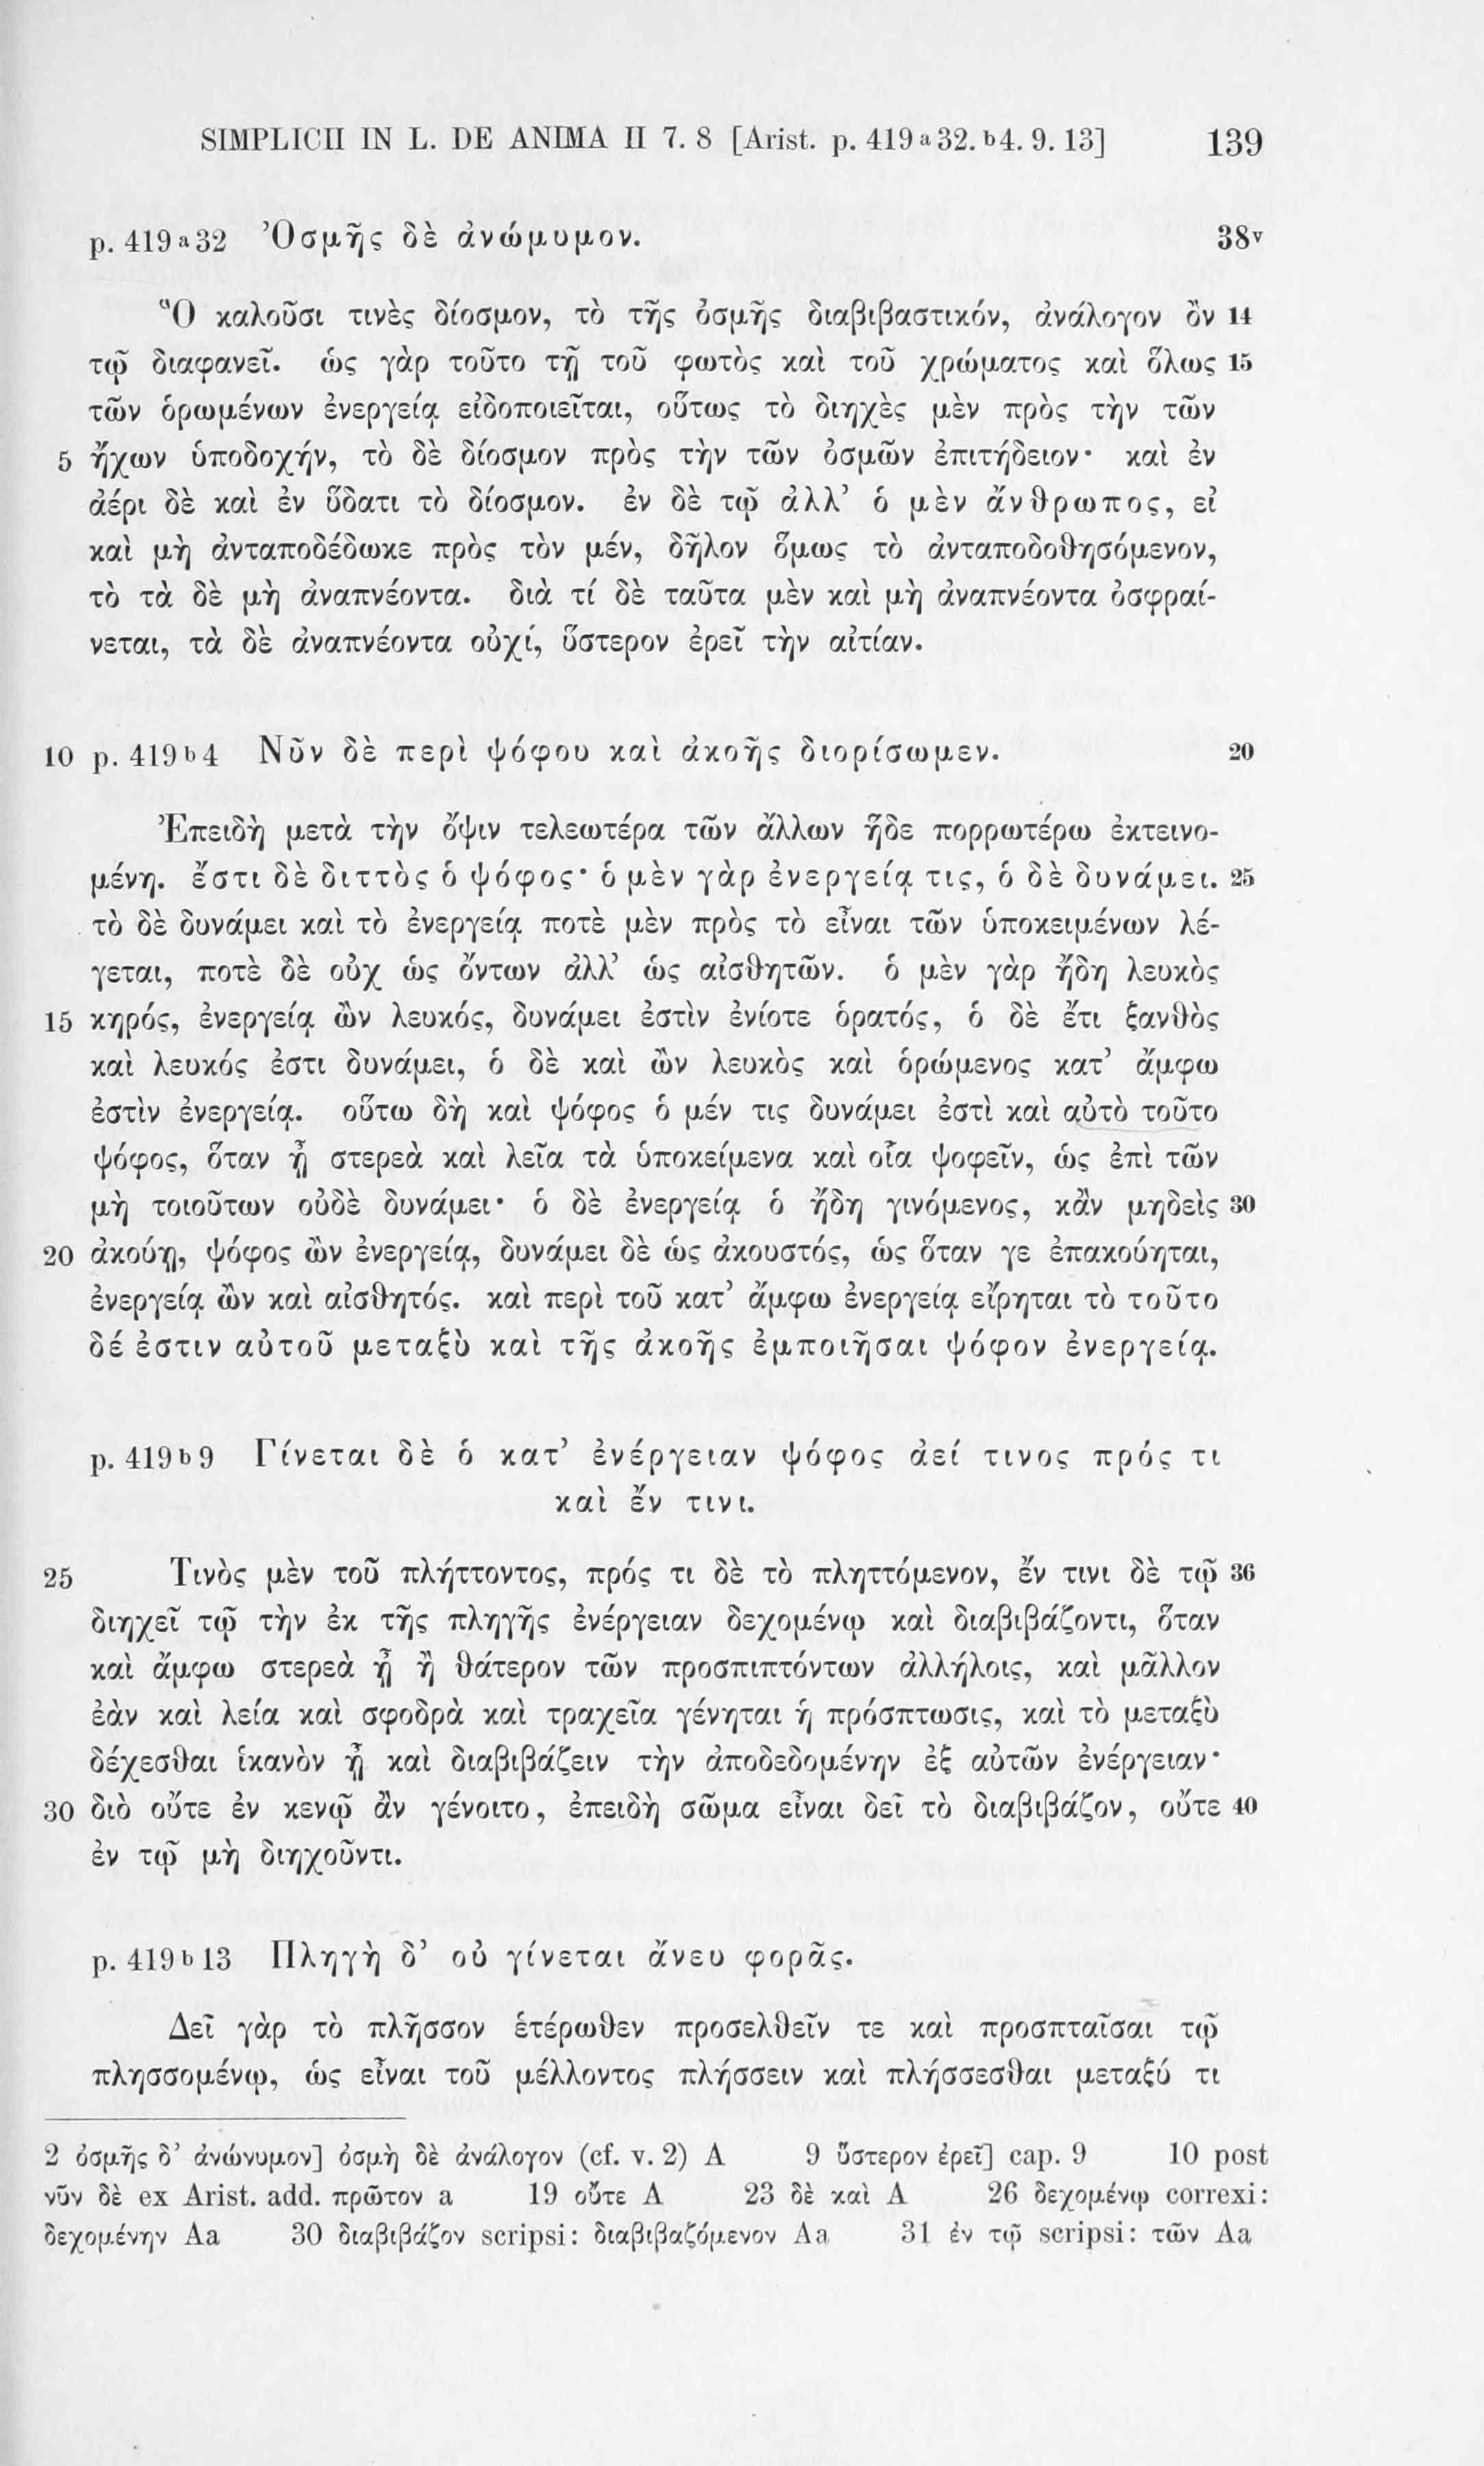 SIMPLICII IN L. DE ANIMA II 7. 8 [Arist. p. 419 a 32. b 4. 9. 13] 139
p. 419 a 32 Ὀσμῆς δὲ ἀνώμυμον. 38v
Ὃ καλοῦσι τινὲς δίοσμον, τὸ τῆς ὀσμῆς διαβιβαστικόν, ἀνάλογον ὂν 14
τῷ διαφανεῖ. ὡς γὰρ τοῦτο τῇ τοῦ φωτὸς καὶ τοῦ χρώματος καὶ ὅλως 15
τῶν ὁρωμένων ἐνεργείᾳ εἰδοποιεῖται, οὕτως τὸ διηχὲς μὲν πρὸς τὴν τῶν
5 ἤχων ὑποδοχήν, τὸ δὲ δίοσμον πρὸς τὴν τῶν ὀσμῶν ἐπιτήδειον· καὶ ἐν
ἀέρι δὲ καὶ ἐν ὕδατι τὸ δίοσμον. ἐν δὲ τῷ ἀλλ’ ὁ μὲν ἄνθρωπος, εἰ
καὶ μὴ ἀνταποδέδωκε πρὸς τὸν μέν, δῆλον ὅμως τὸ ἀνταποδοθησόμενον,
τὸ τὰ δὲ μὴ ἀναπνέοντα. διὰ τί δὲ ταῦτα μὲν καὶ μὴ ἀναπνέοντα ὀσφραί-
νεται, τὰ δὲ ἀναπνέοντα οὐχί, ὕστερον ἐρεῖ τὴν αἰτίαν.
10 p. 419 b 4 Νῦν δὲ περὶ ψόφου καὶ ἀκοῆς διορίσωμεν. 20
Ἐπειδὴ μετὰ τὴν ὄψιν τελεωτέρα τῶν ἄλλων ἥδε πορρωτέρω ἐκτεινο-
μένη. ἔστι δὲ διττὸς ὁ ψόφος· ὁ μὲν γὰρ ἐνεργείᾳ τις, ὁ δὲ δυνάμει. 25
τὸ δὲ δυνάμει καὶ τὸ ἐνεργείᾳ ποτὲ μὲν πρὸς τὸ εἶναι τῶν ὑποκειμένων λέ-
γεται, ποτὲ δὲ οὐχ ὡς ὄντων ἀλλ’ ὡς αἰσθητῶν. ὁ μὲν γὰρ ἤδη λευκὸς
15 κηρός, ἐνεργείᾳ ὢν λευκός, δυνάμει ἐστὶν ἐνίοτε ὁρατός, ὁ δὲ ἔτι ξανθὸς
καὶ λευκός ἐστι δυνάμει, ὁ δὲ καὶ ὢν λευκὸς καὶ ὁρώμενος κατ’ ἄμφω
ἐστὶν ἐνεργείᾳ. οὕτω δὴ καὶ ψόφος ὁ μέν τις δυνάμει ἐστὶ καὶ αὐτὸ τοῦτο
ψόφος, ὅταν ᾖ στερεὰ καὶ λεῖα τὰ ὑποκείμενα καὶ οἷα ψοφεῖν, ὡς ἐπὶ τῶν
μὴ τοιοῦτων οὐδὲ δυνάμει· ὁ δὲ ἐνεργείᾳ ὁ ἤδη γινόμενος, κἂν μηδεὶς 30
20 ἀκούῃ, ψόφος ὢν ἐνεργείᾳ, δυνάμει δὲ ὡς ἀκουστός, ὡς ὅταν γε ἐπακούηται,
ἐνεργείᾳ ὢν καὶ αἰσθητός. καὶ περὶ τοῦ κατ’ ἄμφω ἐνεργείᾳ εἴρηται τὸ τοῦτο
δέ ἐστιν αὐτοῦ μεταξὺ καὶ τῆς ἀκοῆς ἐμποιῆσαι ψόφον ἐνεργείᾳ.
p. 419 b 9 Γίνεται δὲ ὁ κατ’ ἐνέργειαν ψόφος ἀεί τινος πρός τι
καὶ ἔν τινι.
25 Τινὸς μὲν τοῦ πλήττοντος, πρός τι δὲ τὸ πληττόμενον, ἔν τινι δὲ τῷ 36
διηχεῖ τῷ τὴν ἐκ τῆς πληγῆς ἐνέργειαν δεχομένῳ καὶ διαβιβάζοντι, ὅταν
καὶ ἄμφω στερεὰ ᾖ ἢ θάτερον τῶν προσπιπτόντων ἀλλήλοις, καὶ μᾶλλον
ἐὰν καὶ λεία καὶ σφοδρὰ καὶ τραχεῖα γένηται ἡ πρόσπτωσις, καὶ τὸ μεταξὺ
δέχεσθαι ἱκανὸν ᾖ καὶ διαβιβάζειν τὴν ἀποδεδομένην ἐξ αὐτῶν ἐνέργειαν·
30 διὸ οὔτε ἐν κενῷ ἂν γένοιτο, ἐπειδὴ σῶμα εἶναι δεῖ τὸ διαβιβάζον, οὔτε 40
ἐν τῷ μὴ διηχοῦντι.
p. 419 b 13 Πληγὴ δ’ οὐ γίνεται ἄνευ φορᾶς.
Δεῖ γὰρ τὸ πλῆσσον ἑτέρωθεν προσελθεῖν τε καὶ προσπταῖσαι τῷ
πλησσομένῳ, ὡς εἶναι τοῦ μέλλοντος πλήσσειν καὶ πλήσσεσθαι μεταξύ τι
2 ὀσμῆς δ’ ἀνώνυμον] ὀσμὴ δὲ ἀνάλογον (cf. v. 2) A 9 ὕστερον ἐρεῖ] cap. 9 10 post
νῦν δὲ ex Arist. add. πρῶτον a 19 οὔτε A 23 δὲ καὶ A 26 δεχομένῳ correxi:
δεχομένην Aa 30 διαβιβάζον scripsi: διαβιβαζόμενον Aa 31 ἐν τῷ scripsi: τῶν Aa